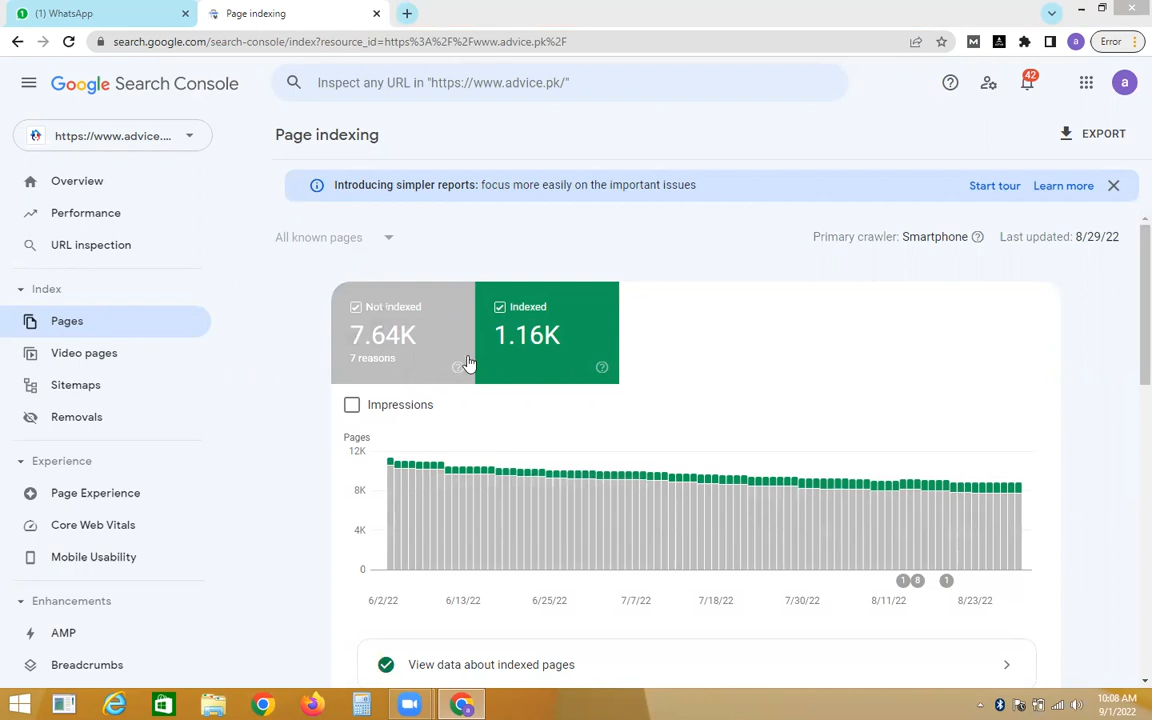 (1) WhatsApp
Page indexing
search.google.com/search-console/index?resource_id=https%3A%2F%2Fwww.advice.pk%2F
M
a
Error
Google Search Console
Inspect any URL in "https://www.advice.pk/"
42
a
https://www.advice....
Page indexing
EXPORT
Introducing simpler reports: focus more easily on the important issues
Start tour
Learn more
Overview
Performance
URL inspection
Index
Pages
Video pages
Sitemaps
Removals
Experience
Page Experience
Core Web Vitals
Mobile Usability
Enhancements
AMP
Breadcrumbs
All known pages
Primary crawler: Smartphone
Last updated: 8/29/22
Not indexed
7.64K
7 reasons
Indexed
1.16K
Impressions
Pages
12K
8K
4K
0
1
8
1
6/2/22
6/13/22
6/25/22
7/7/22
7/18/22
7/30/22
8/11/22
8/23/22
View data about indexed pages
10:08 AM
9/1/2022